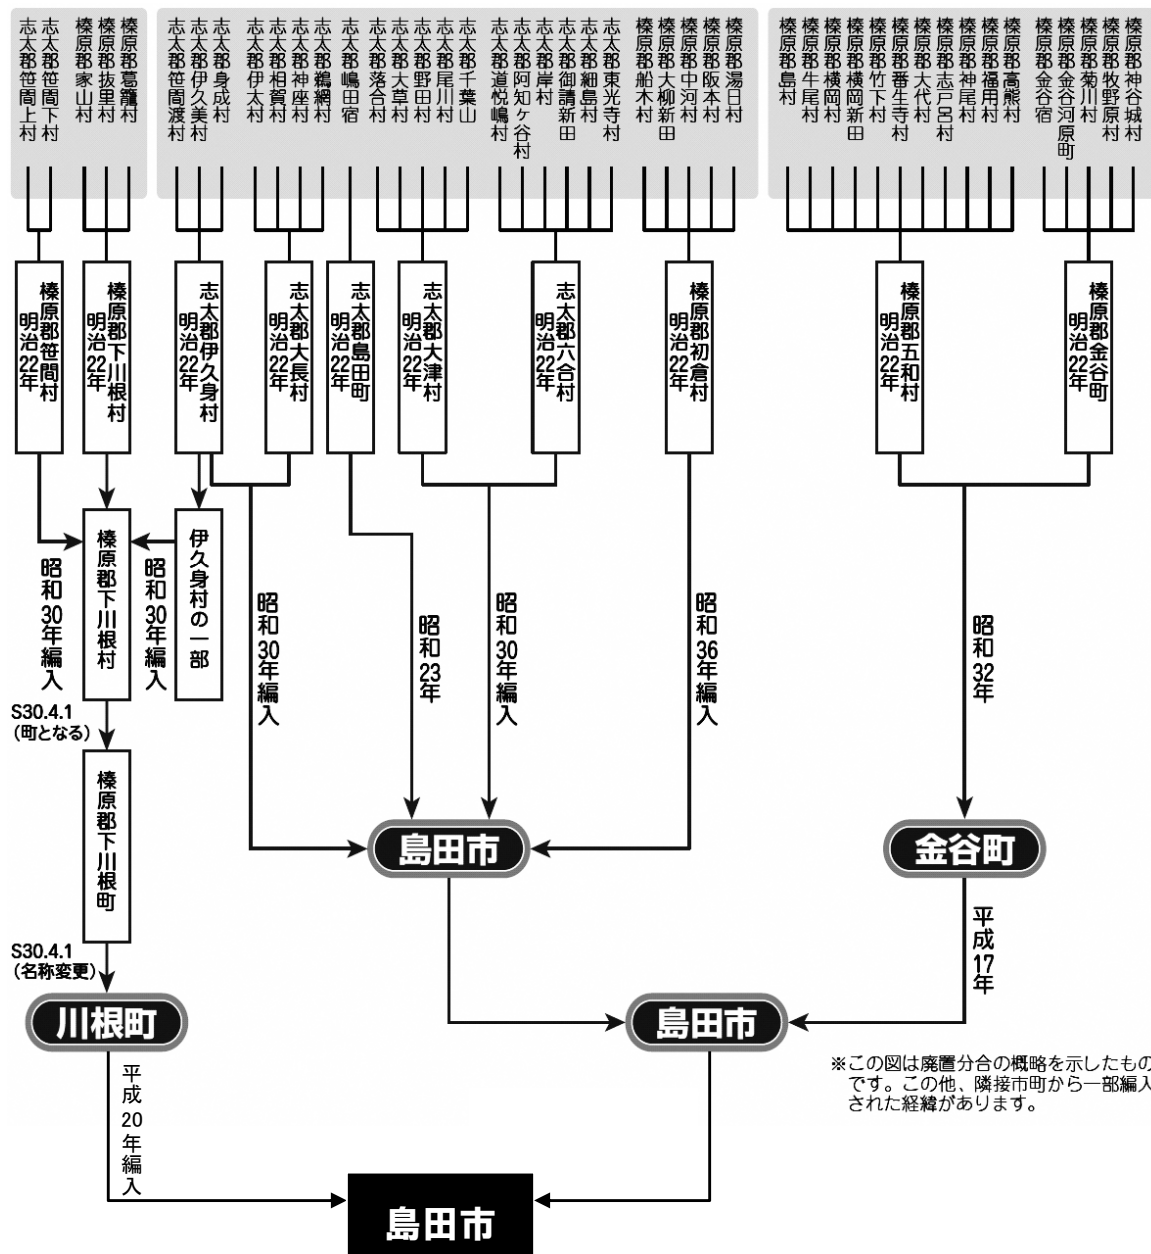 志太郡笹間上村
志太郡笹間下村
榛原郡家山村
榛原郡抜里村
榛原郡葛籠村
志太郡笹間渡村
志太郡伊久美村
志太郡身成村
志太郡伊太村
志太郡相賀村
志太郡神座村
志太郡鵜網村
志太郡嶋田宿
志太郡落合村
志太郡大草村
志太郡野田村
志太郡尾川村
志太郡千葉山
志太郡道悦嶋村
志太郡阿知ヶ谷村
志太郡岸村
志太郡御請新田
志太郡細島村
志太郡東光寺村
榛原郡船木村
榛原郡大柳新田
榛原郡中河村
榛原郡阪本村
榛原郡湯日村
榛原郡島村
榛原郡牛尾村
榛原郡横岡村
榛原郡横岡新田
榛原郡竹下村
榛原郡番生寺村
榛原郡大代村
榛原郡志戸呂村
榛原郡神尾村
榛原郡福用村
榛原郡高熊村
榛原郡金谷宿
榛原郡金谷河原町
榛原郡菊川村
榛原郡牧野原村
榛原郡神谷城村
榛原郡笹間村
明治22年
榛原郡下川根村
明治22年
志太郡伊久身村
明治22年
志太郡大長村
明治22年
志太郡島田町
明治22年
志太郡大津村
明治22年
志太郡六合村
明治22年
榛原郡初倉村
明治22年
榛原郡五和村
明治22年
榛原郡金谷町
明治22年
昭和30年編入
榛原郡下川根村
昭和30年編入
伊久身村の一部
昭和30年編入
昭和23年
昭和30年編入
昭和36年編入
昭和32年
S30.4.1
(町となる)
榛原郡下川根町
島田市
金谷町
S30.4.1
(名称変更)
平成17年
川根町
島田市
※この図は廃置分合の概略を示したもの
です。この他、隣接市町から一部編入
された経緯があります。
平成20年編入
島田市